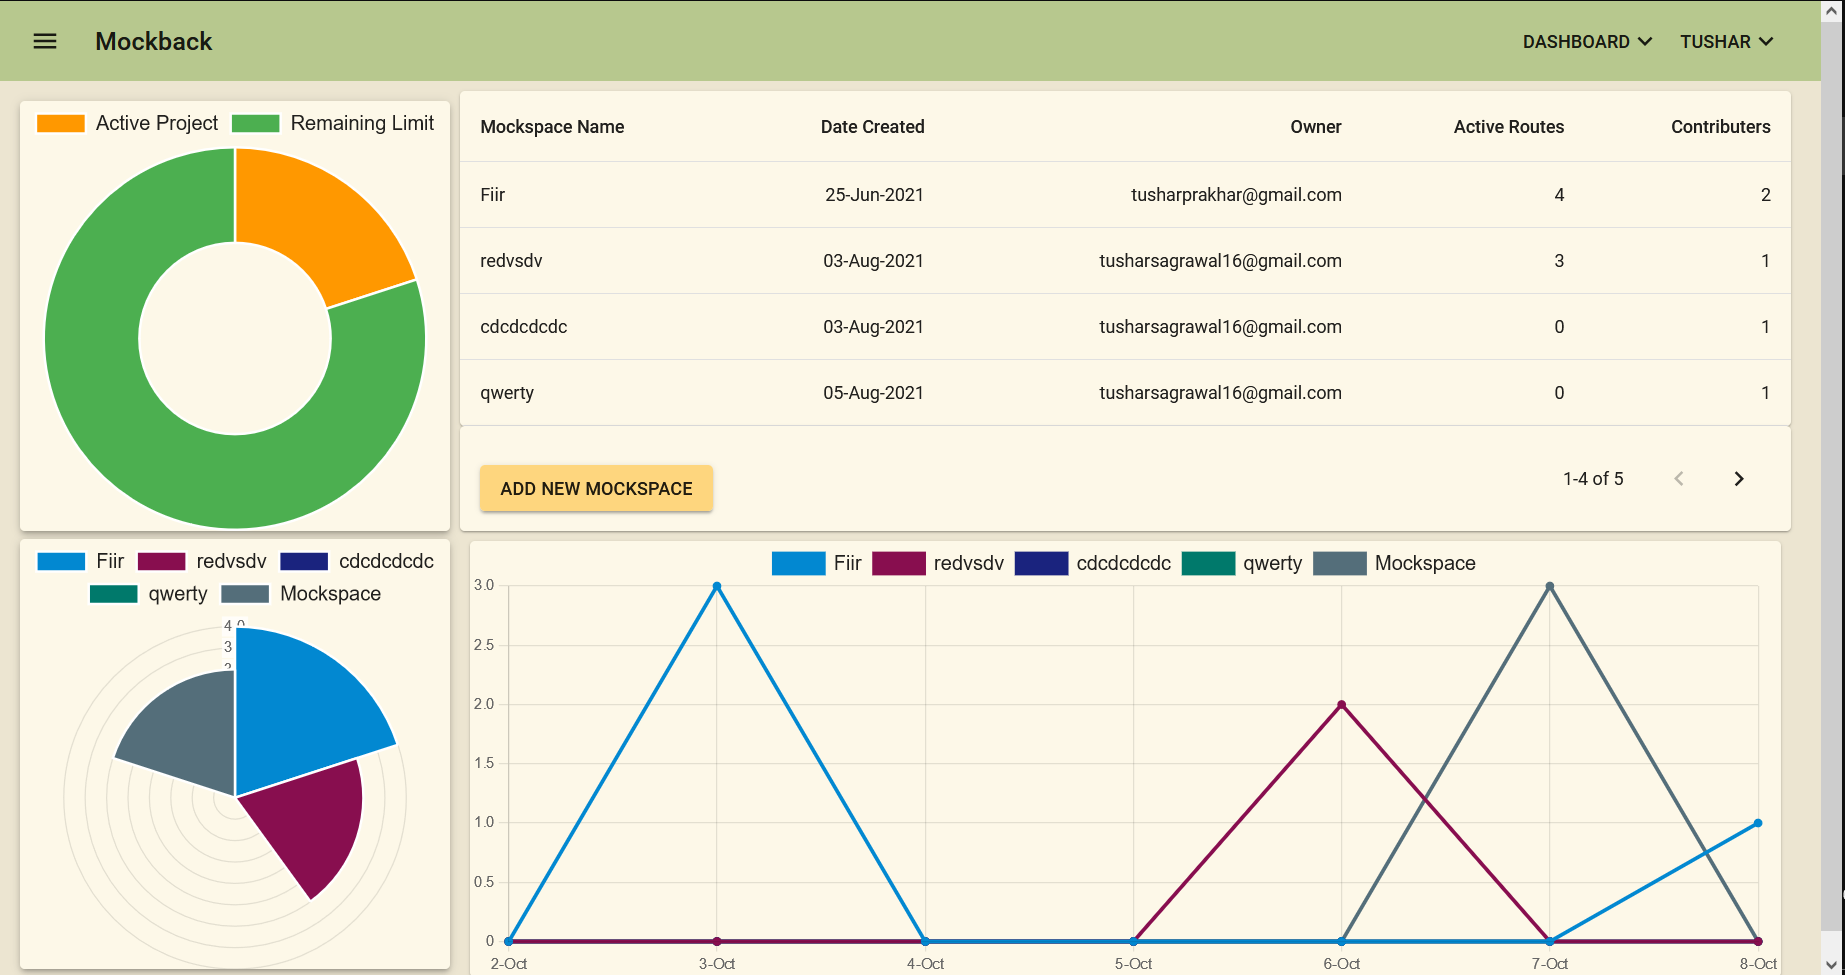 Mockback DASHBOARD TUSHAR
Active Project Remaining Limit
Mockspace Name Date Created Owner Active Routes Contributers
Fiir 25-Jun-2021 tusharprakhar@gmail.com 4 2
redvsdv 03-Aug-2021 tusharsagrawal16@gmail.com 3 1
cdcdcdcdc 03-Aug-2021 tusharsagrawal16@gmail.com 0 1
qwerty 05-Aug-2021 tusharsagrawal16@gmail.com 0 1
ADD NEW MOCKSPACE 1-4 of 5
Fiir redvsdv cdcdcdcdc
qwerty Mockspace
4.0
3
Fiir redvsdv cdcdcdcdc qwerty Mockspace
3.0
2.5
2.0
1.5
1.0
0.5
0
2-Oct 3-Oct 4-Oct 5-Oct 6-Oct 7-Oct 8-Oct